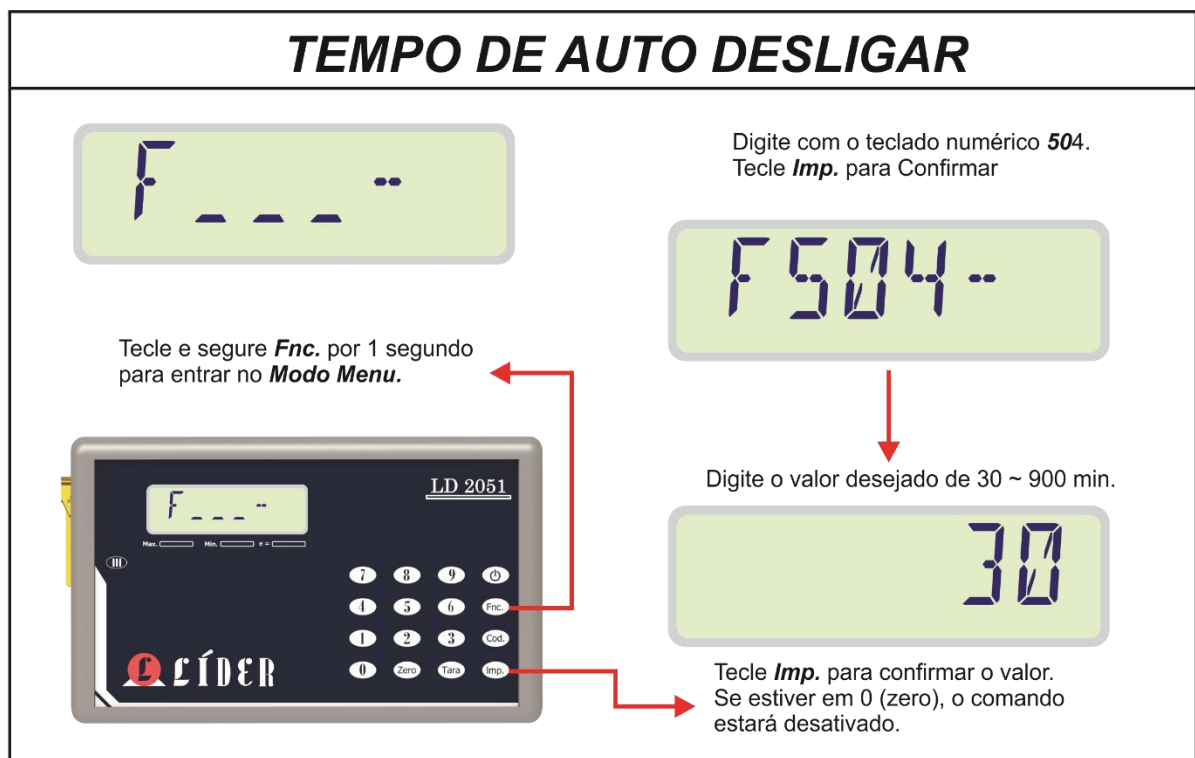 TEMPO DE AUTO DESLIGAR
F _ _ _ -
Tecle e segure Fnc. por 1 segundo
para entrar no Modo Menu.
LD 2051
F _ _ _ -
Max.
Min.
e =
III
7
8
9
4
5
6
Fnc.
1
2
3
Cod.
0
Zero
Tara
Imp.
L LÍDER
Digite com o teclado numérico 504.
Tecle Imp. para Confirmar
F504-
Digite o valor desejado de 30 ~ 900 min.
30
Tecle Imp. para confirmar o valor.
Se estiver em 0 (zero), o comando
estará desativado.